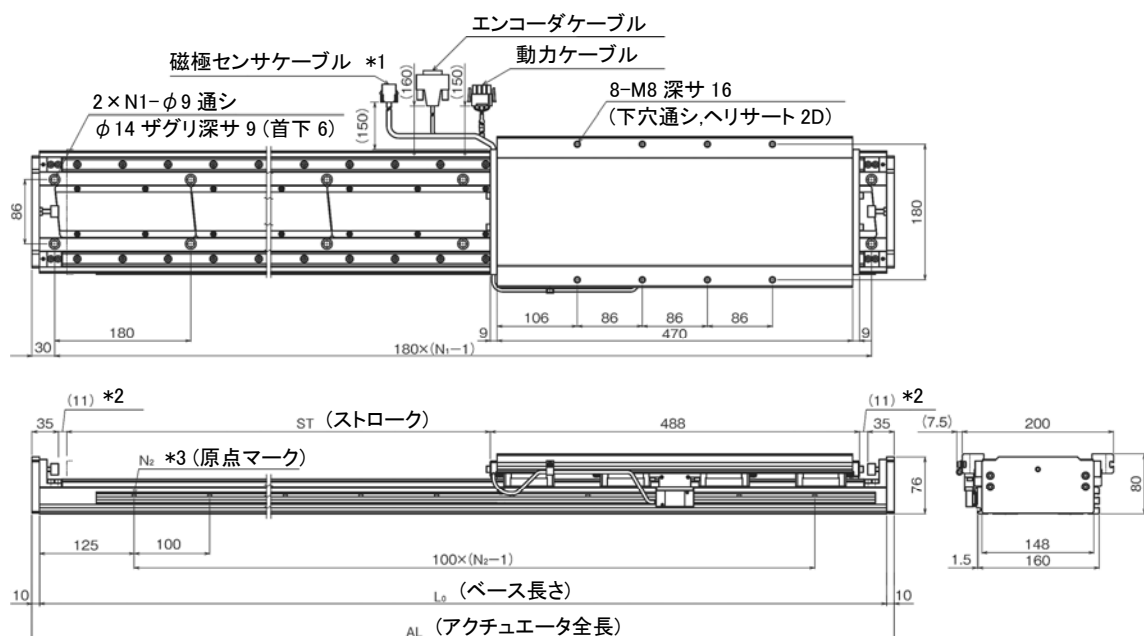 エンコーダケーブル
磁極センサケーブル *1
動力ケーブル
(160)
(150)
2×N1-φ9 通シ
φ14 ザグリ深サ 9 (首下 6)
(150)
8-M8 深サ 16
(下穴通シ,ヘリサート 2D)
86
180
180
106
86
86
86
9
470
9
30
180×(N₁-1)
(11) *2
(11) *2
35
ST (ストローク)
488
35
(7.5)
200
N₂ *3 (原点マーク)
76
80
125
100
100×(N₂-1)
148
1.5
160
10
L₀ (ベース長さ)
10
AL (アクチュエータ全長)